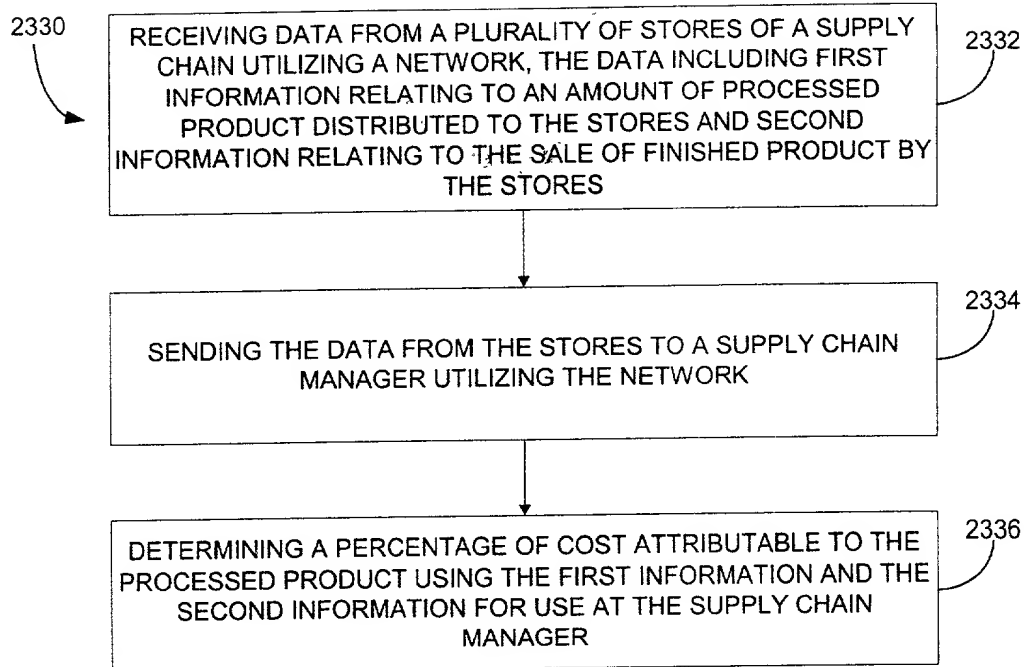 2330
RECEIVING DATA FROM A PLURALITY OF STORES OF A SUPPLY
CHAIN UTILIZING A NETWORK, THE DATA INCLUDING FIRST
INFORMATION RELATING TO AN AMOUNT OF PROCESSED
PRODUCT DISTRIBUTED TO THE STORES AND SECOND
INFORMATION RELATING TO THE SALE OF FINISHED PRODUCT BY
THE STORES
2332
SENDING THE DATA FROM THE STORES TO A SUPPLY CHAIN
MANAGER UTILIZING THE NETWORK
2334
DETERMINING A PERCENTAGE OF COST ATTRIBUTABLE TO THE
PROCESSED PRODUCT USING THE FIRST INFORMATION AND THE
SECOND INFORMATION FOR USE AT THE SUPPLY CHAIN
MANAGER
2336